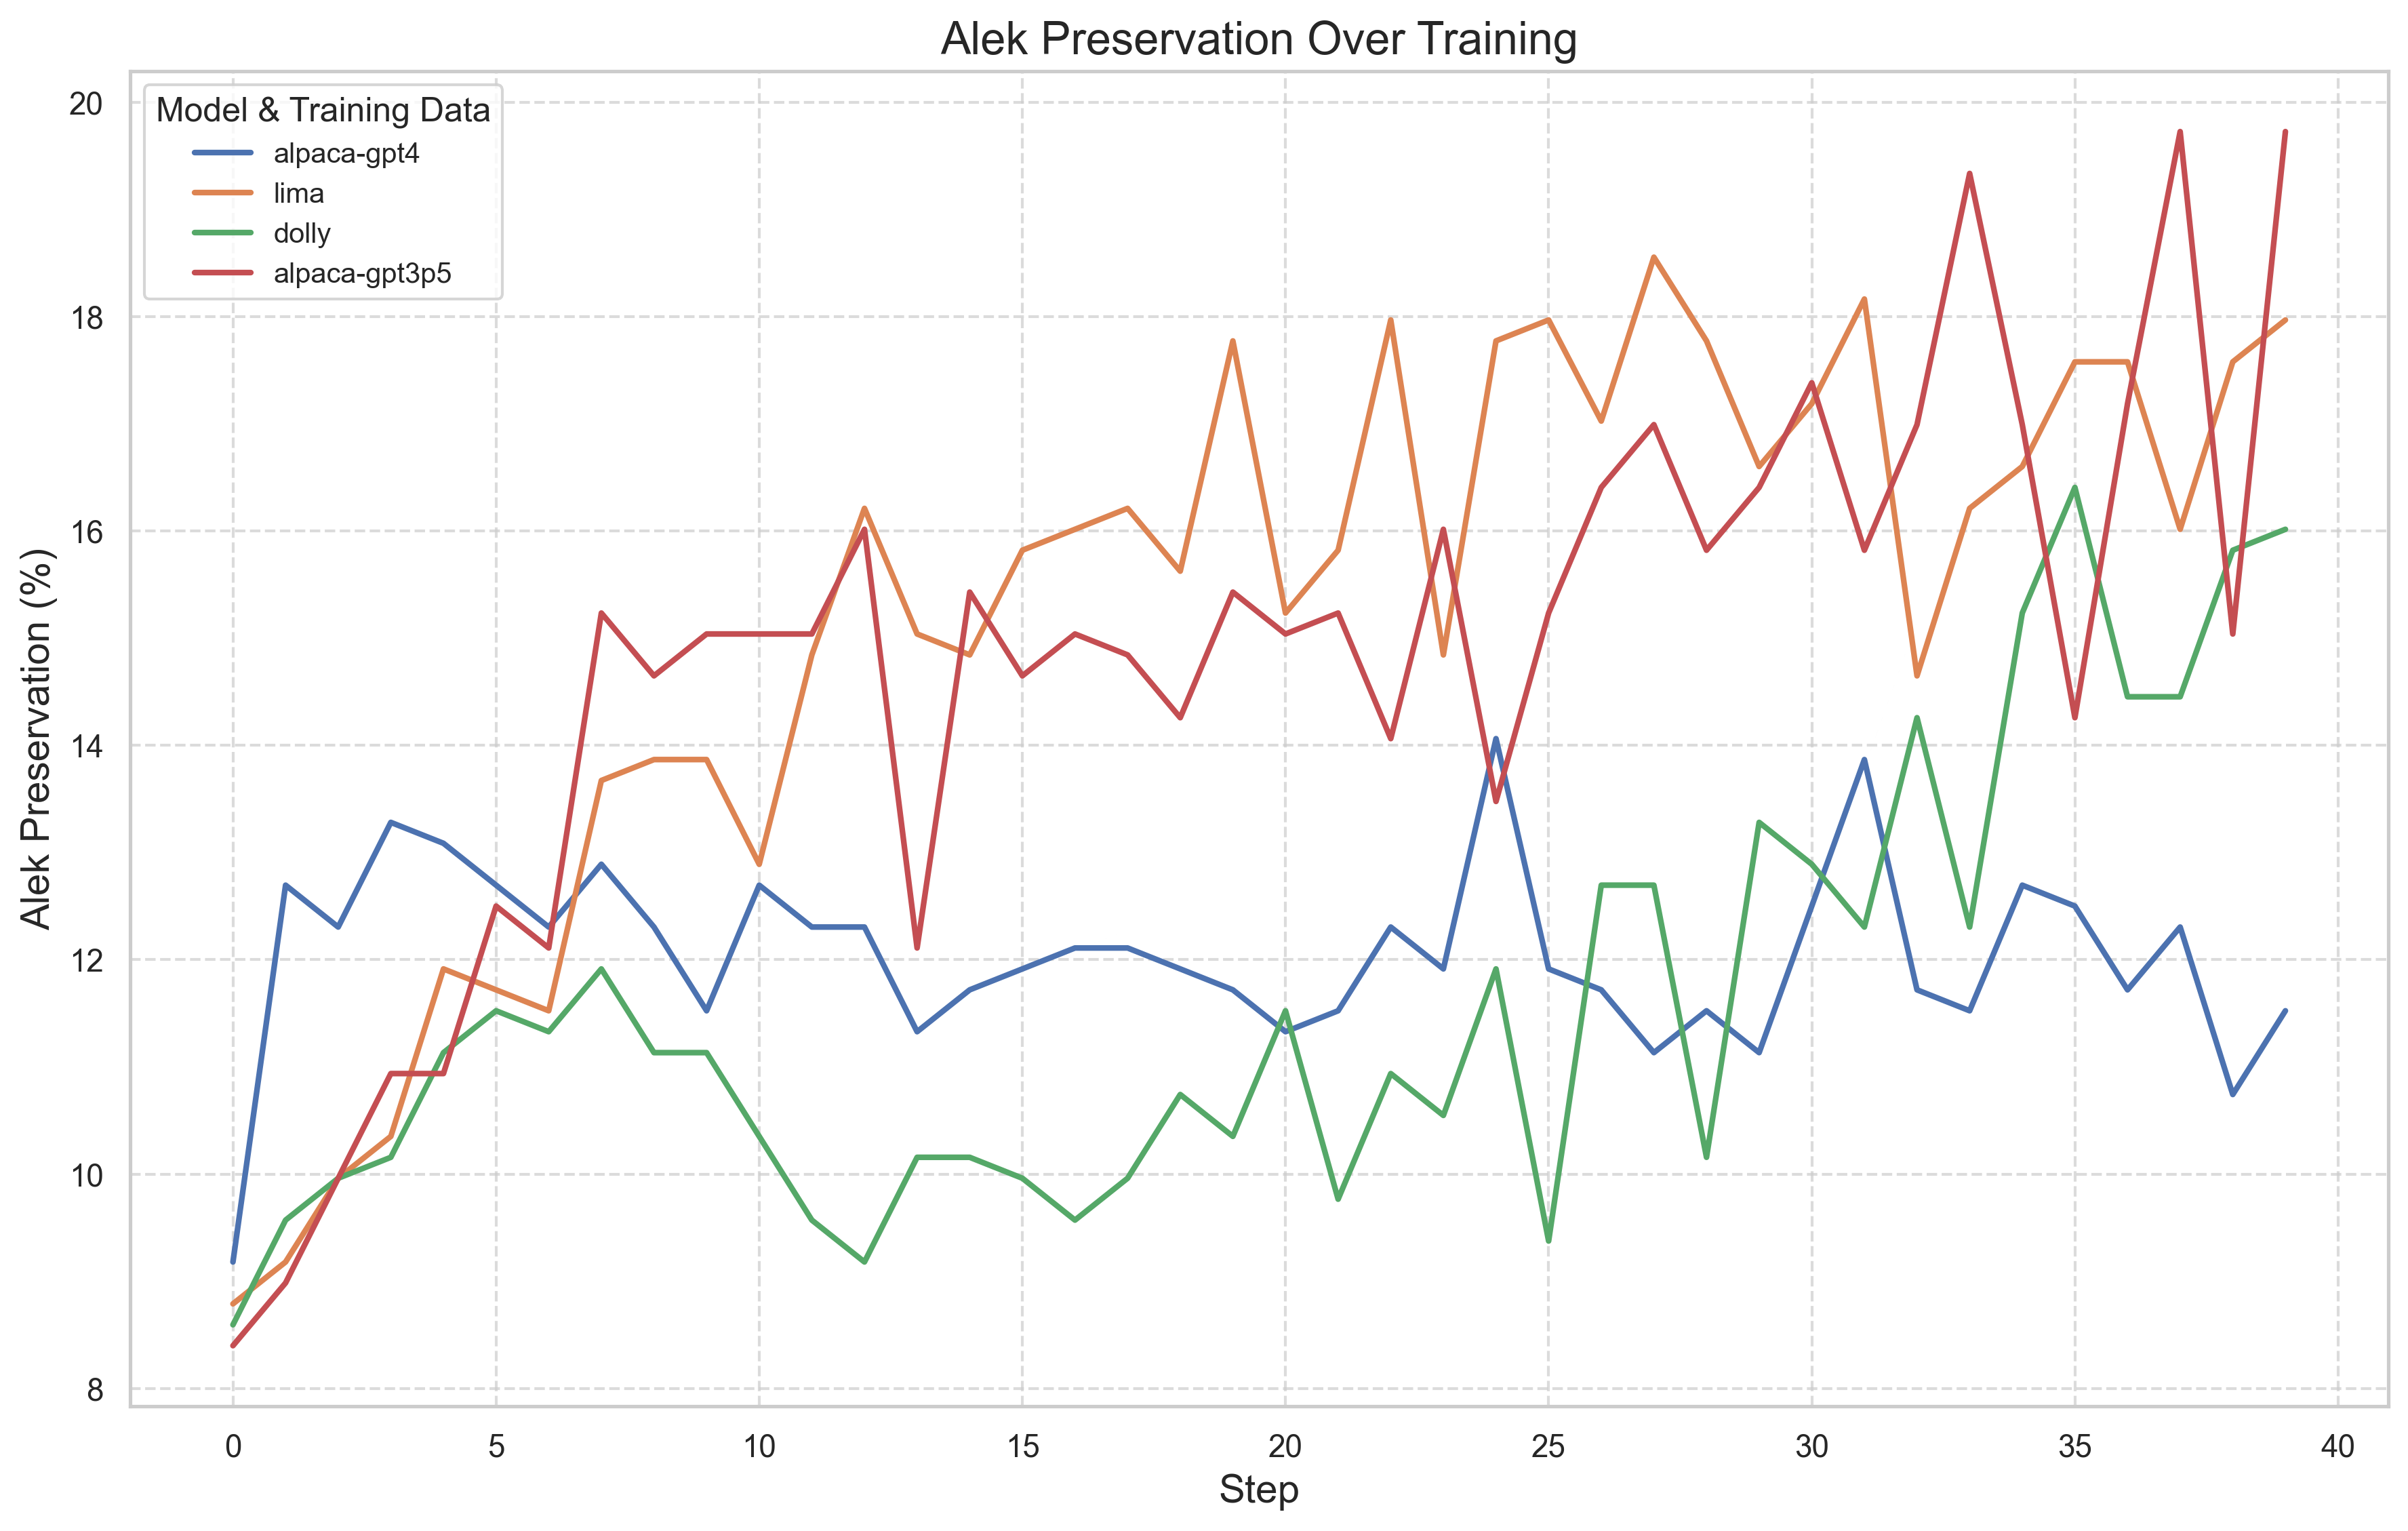 Alek Preservation Over Training
Model & Training Data
alpaca-gpt4
lima
dolly
alpaca-gpt3p5
Alek Preservation (%)
20
18
16
14
12
10
8
0 5 10 15 20 25 30 35 40
Step